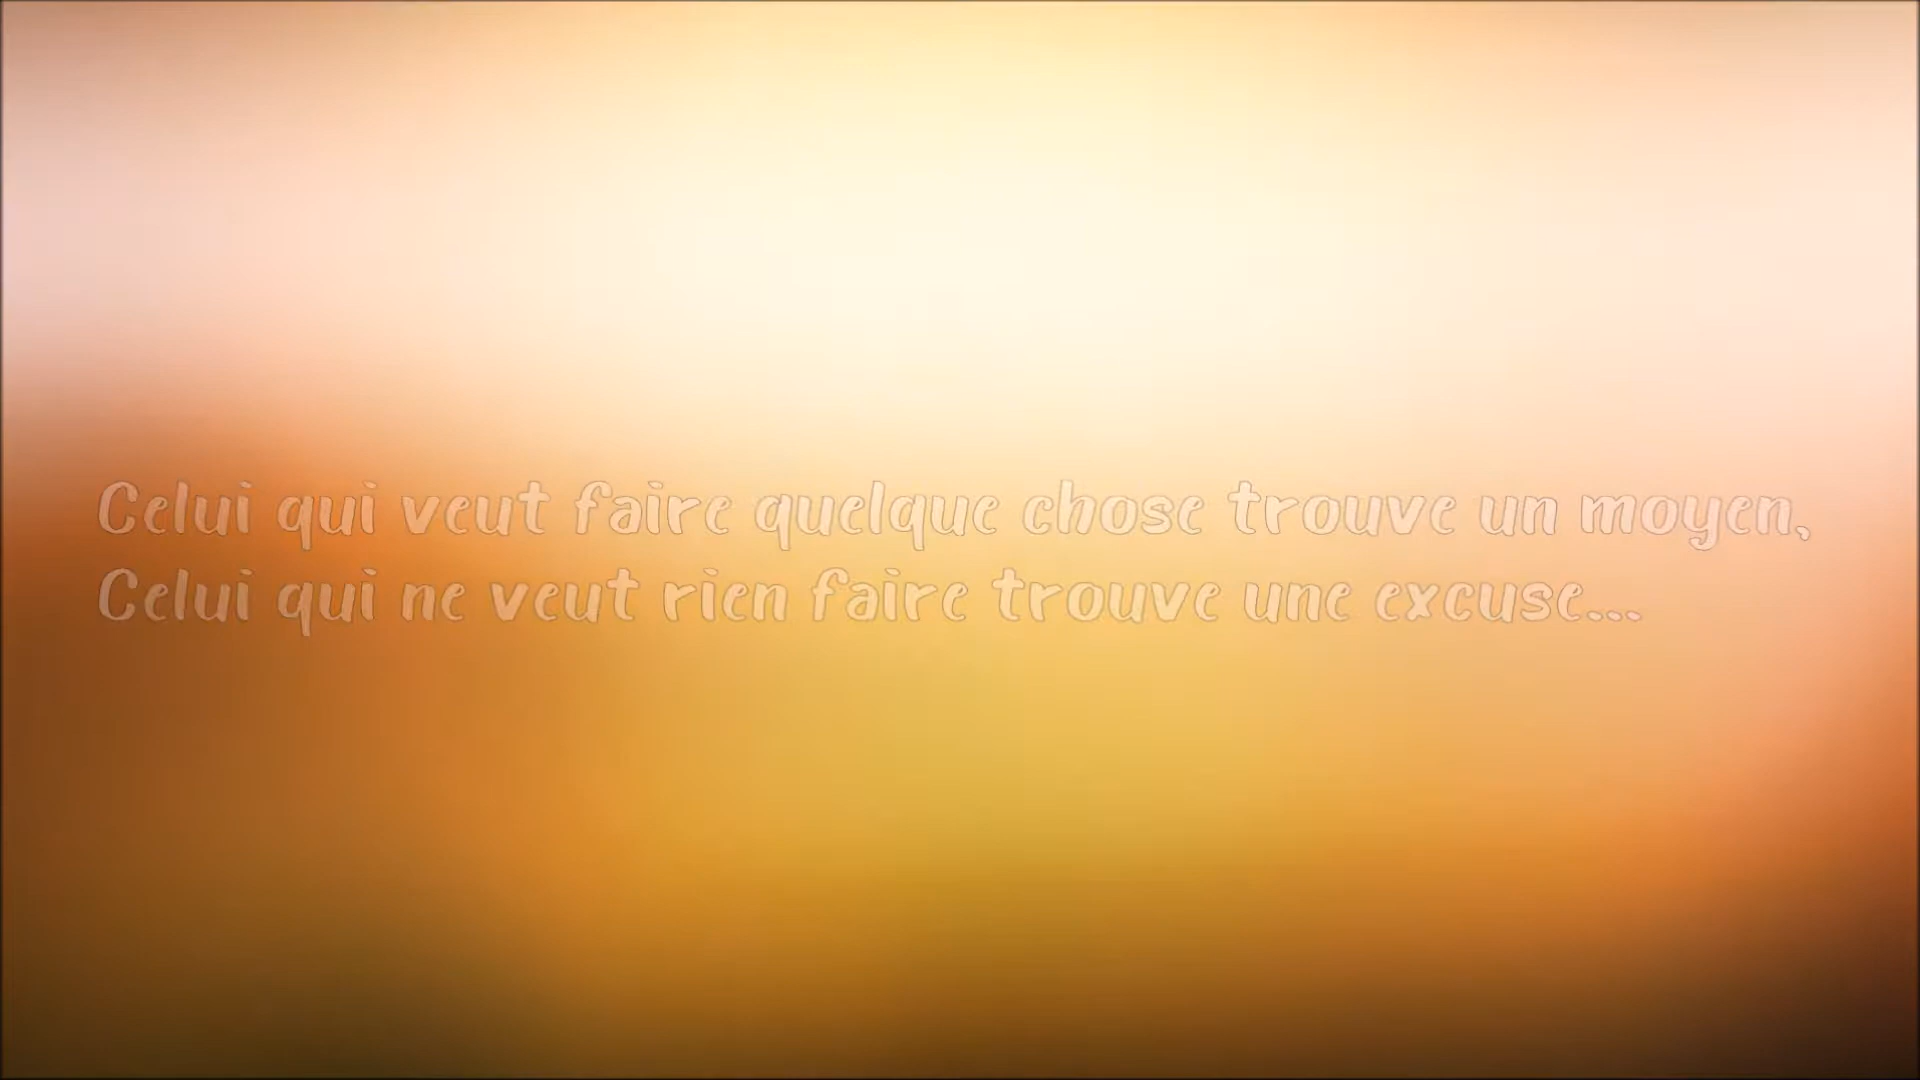 Celui qui veut faire quelque chose trouve un moyen,
Celui qui ne veut rien faire trouve une excuse...